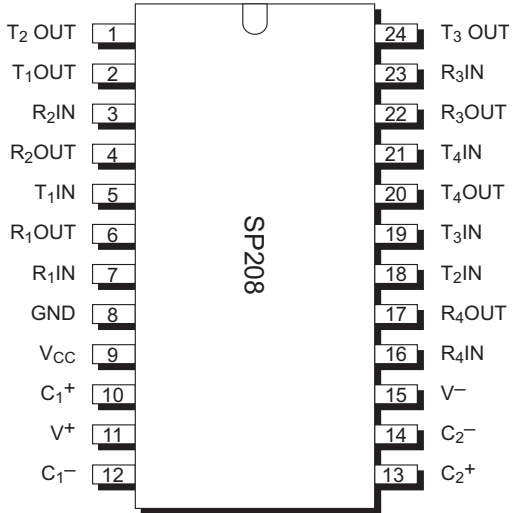 T₂ OUT 1 24 T₃ OUT
T₁OUT 2 23 R₃IN
R₂IN 3 22 R₃OUT
R₂OUT 4 21 T₄IN
T₁IN 5 20 T₄OUT
R₁OUT 6 19 T₃IN
R₁IN 7 18 T₂IN
GND 8 17 R₄OUT
V_CC 9 16 R₄IN
C₁⁺ 10 15 V⁻
V⁺ 11 14 C₂⁻
C₁⁻ 12 13 C₂⁺
SP208